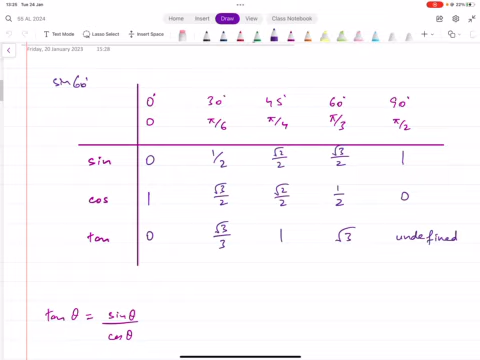 13:25 Tue 24 Jan
22%
SS AL 2024
Home Insert Draw View Class Notebook
Text Mode Lasso Select Insert Space
Friday, 20 January 2023 15:28
sin 60°
0° 30° 45° 60° 90°
0 π/6 π/4 π/3 π/2
sin 0 1/2 √2/2 √3/2 1
cos 1 √3/2 √2/2 1/2 0
tan 0 √3/3 1 √3 undefined
tan θ = sin θ / cos θ